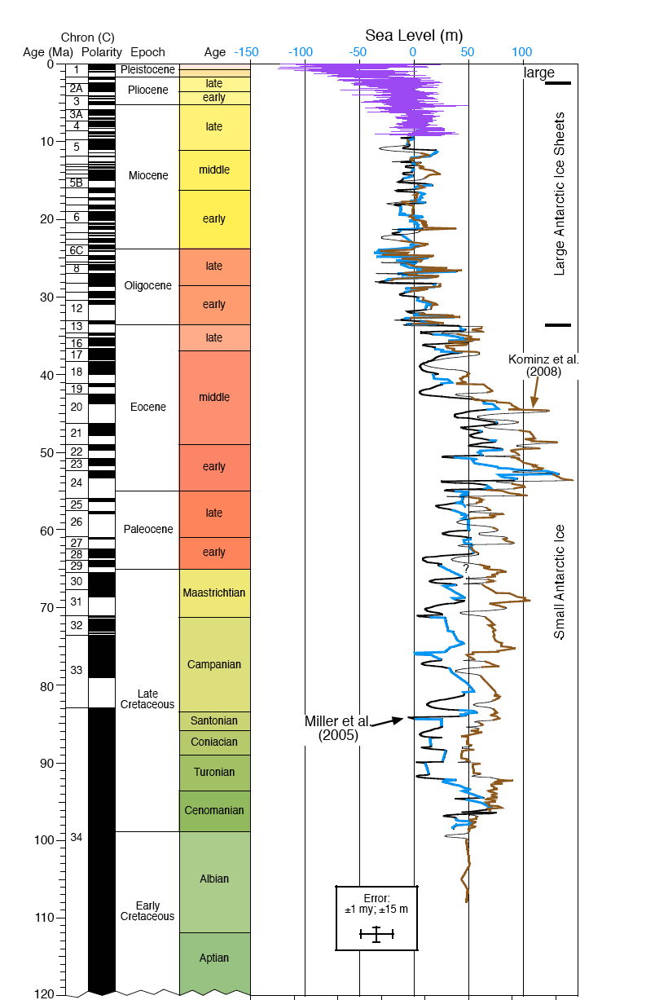 Sea Level (m)
Chron (C)
Age (Ma) Polarity Epoch Age -150 -100 -50 0 50 100
0
10
20
30
40
50
60
70
80
90
100
110
120
1
2A
3
3A
4
5
5B
6
6C
8
12
13
16
17
18
19
20
21
22
23
24
25
26
27
28
29
30
31
32
33
34
Pleistocene
Pliocene
Miocene
Oligocene
Eocene
Paleocene
Late
Cretaceous
Early
Cretaceous
late
early
late
middle
early
late
early
late
middle
early
late
early
Maastrichtian
Campanian
Santonian
Coniacian
Turonian
Cenomanian
Albian
Aptian
large
Large Antarctic Ice Sheets
Kominz et al.
(2008)
Small Antarctic Ice
?
Miller et al.
(2005)
Error:
±1 my; ±15 m